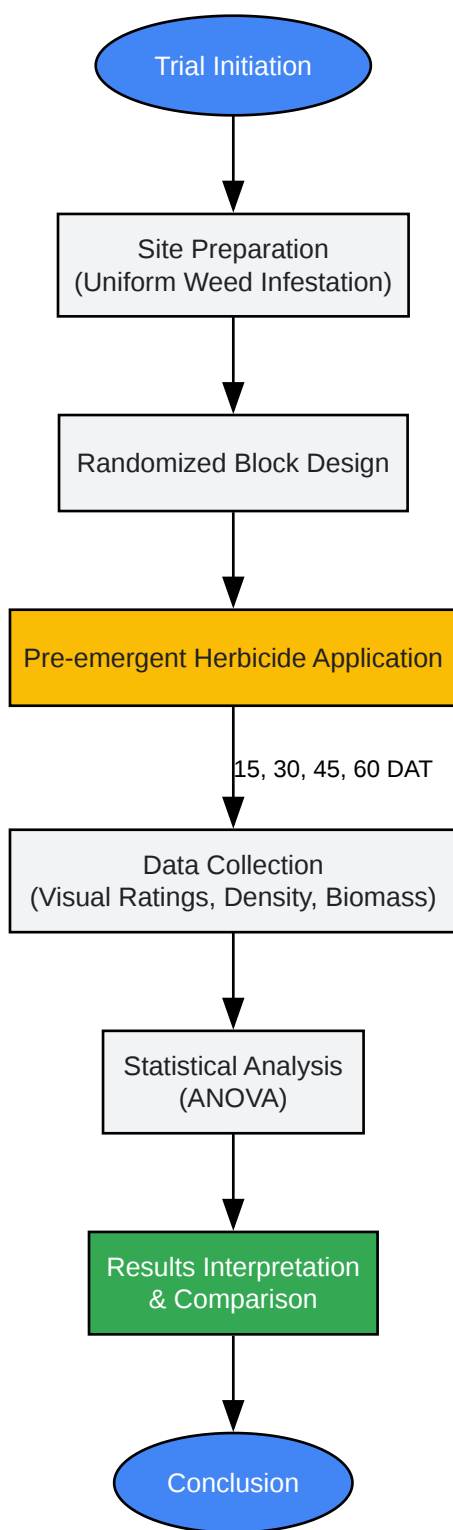 Trial Initiation
Site Preparation
(Uniform Weed Infestation)
Randomized Block Design
Pre-emergent Herbicide Application
15, 30, 45, 60 DAT
Data Collection
(Visual Ratings, Density, Biomass)
Statistical Analysis
(ANOVA)
Results Interpretation
& Comparison
Conclusion